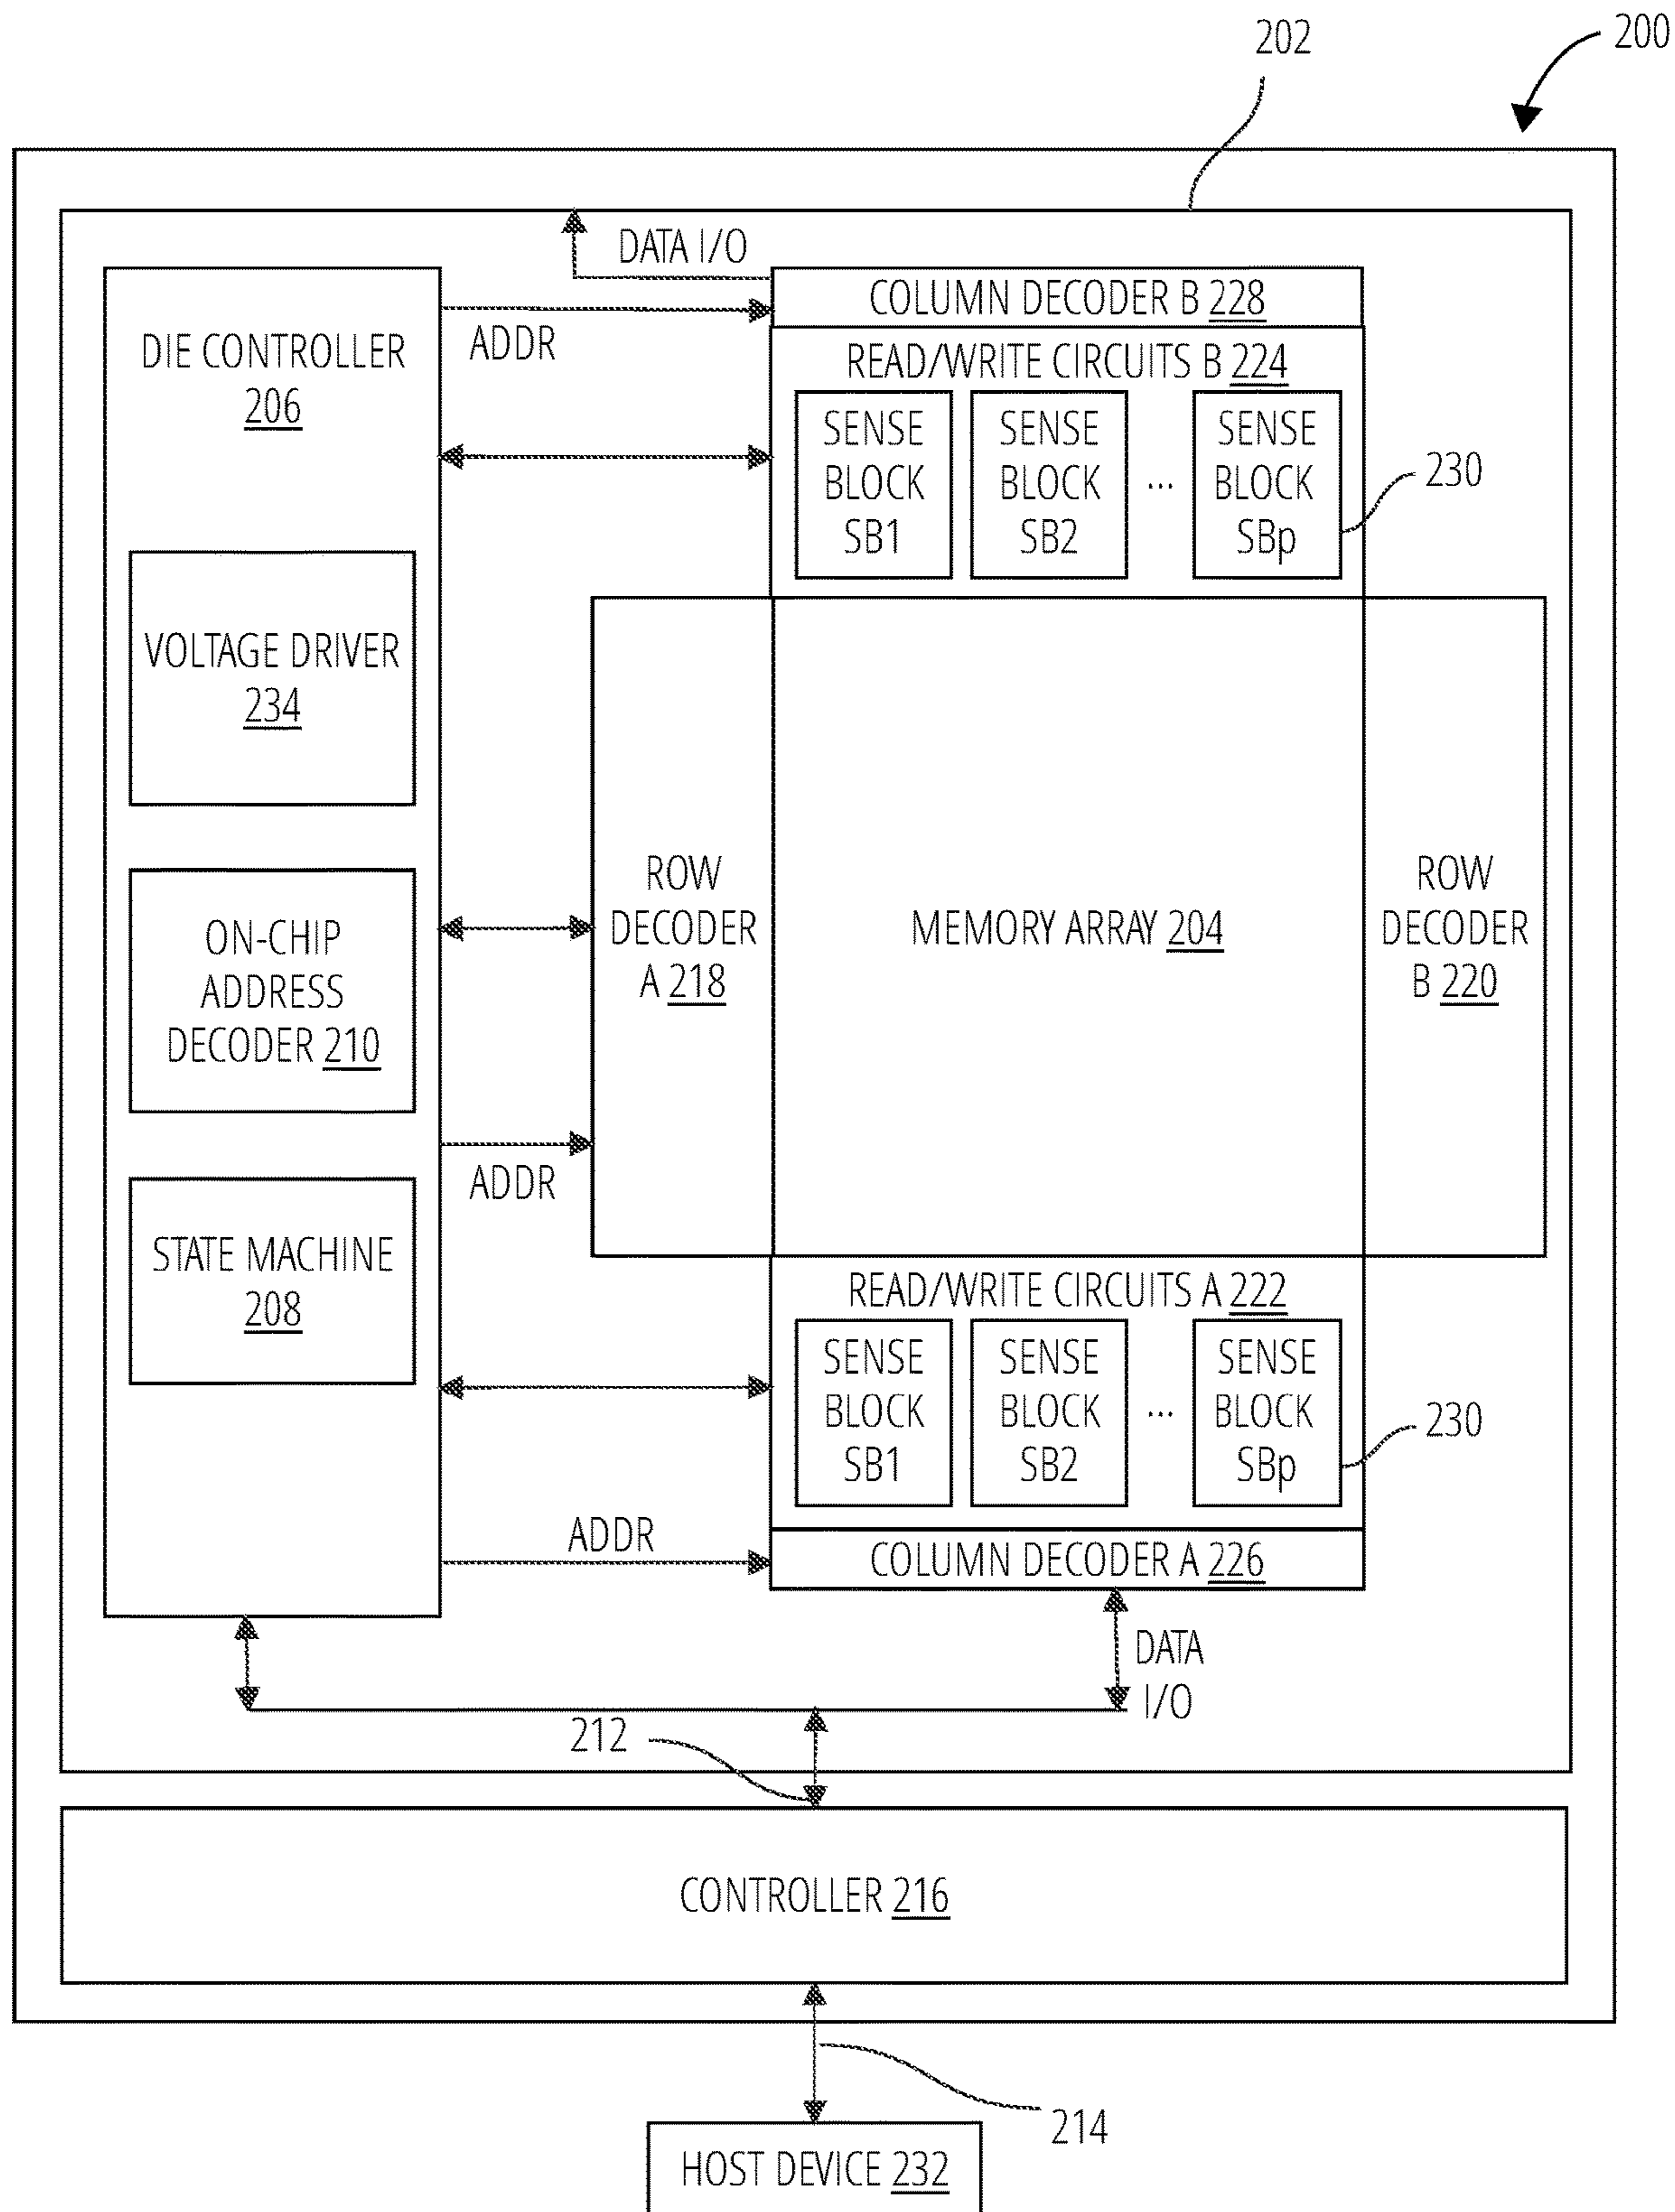 200
202
DATA I/O
COLUMN DECODER B 228
ADDR
DIE CONTROLLER
206
READ/WRITE CIRCUITS B 224
SENSE
BLOCK
SB1
SENSE
BLOCK
SB2
...
SENSE
BLOCK
SBp
230
VOLTAGE DRIVER
234
ROW
DECODER
A 218
MEMORY ARRAY 204
ROW
DECODER
B 220
ON-CHIP
ADDRESS
DECODER 210
ADDR
STATE MACHINE
208
READ/WRITE CIRCUITS A 222
SENSE
BLOCK
SB1
SENSE
BLOCK
SB2
...
SENSE
BLOCK
SBp
230
ADDR
COLUMN DECODER A 226
DATA
I/O
212
CONTROLLER 216
214
HOST DEVICE 232